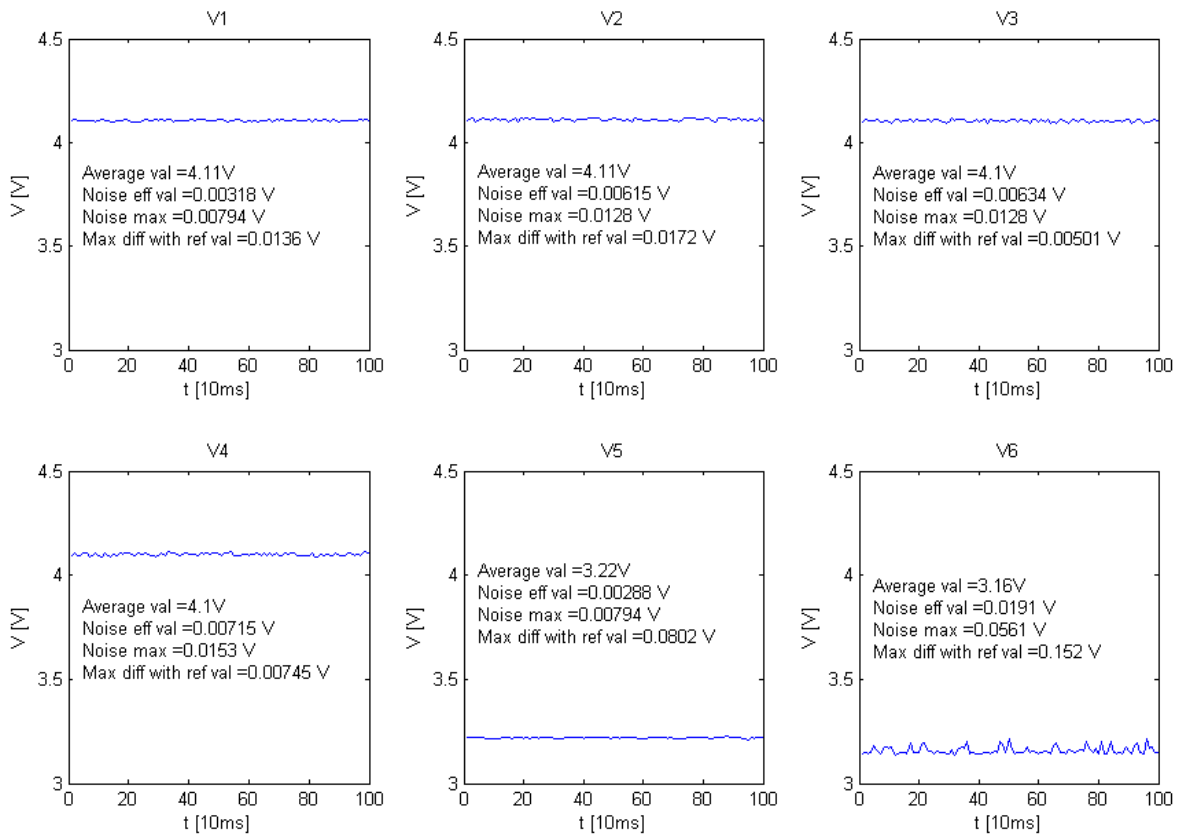 V1
4.5
4
3.5
3
V [V]
Average val =4.11V
Noise eff val =0.00318 V
Noise max =0.00794 V
Max diff with ref val =0.0136 V
0 20 40 60 80 100
t [10ms]
V2
4.5
4
3.5
3
V [V]
Average val =4.11V
Noise eff val =0.00615 V
Noise max =0.0128 V
Max diff with ref val =0.0172 V
0 20 40 60 80 100
t [10ms]
V3
4.5
4
3.5
3
V [V]
Average val =4.1V
Noise eff val =0.00634 V
Noise max =0.0128 V
Max diff with ref val =0.00501 V
0 20 40 60 80 100
t [10ms]
V4
4.5
4
3.5
3
V [V]
Average val =4.1V
Noise eff val =0.00715 V
Noise max =0.0153 V
Max diff with ref val =0.00745 V
0 20 40 60 80 100
t [10ms]
V5
4.5
4
3.5
3
V [V]
Average val =3.22V
Noise eff val =0.00288 V
Noise max =0.00794 V
Max diff with ref val =0.0802 V
0 20 40 60 80 100
t [10ms]
V6
4.5
4
3.5
3
V [V]
Average val =3.16V
Noise eff val =0.0191 V
Noise max =0.0561 V
Max diff with ref val =0.152 V
0 20 40 60 80 100
t [10ms]